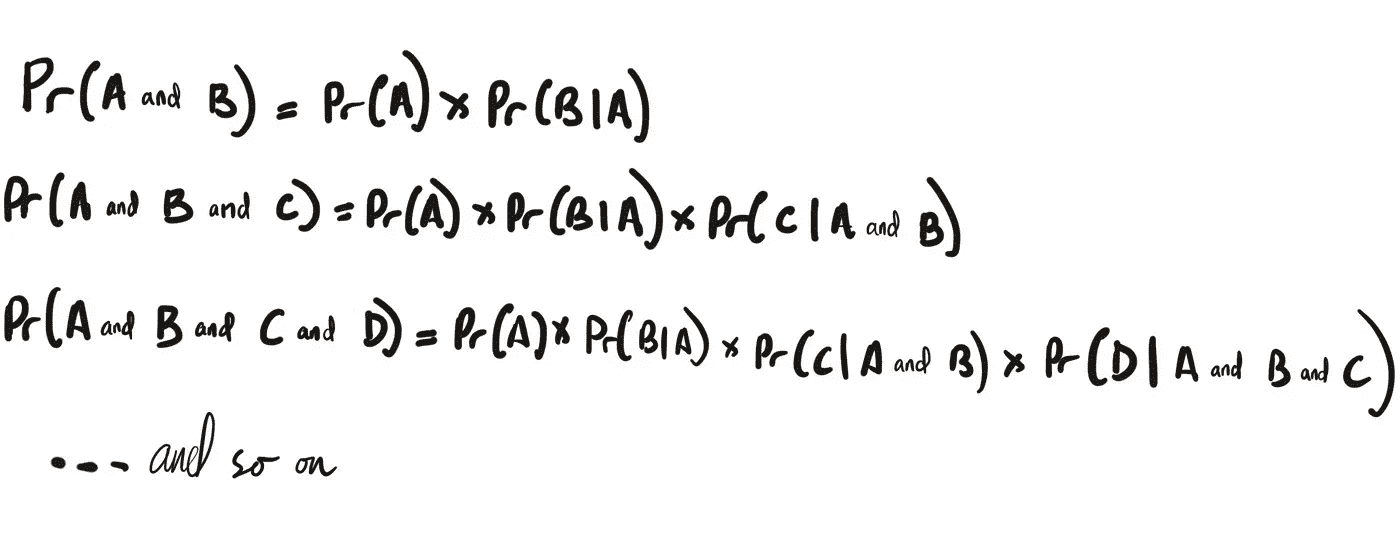 Pr(A and B) = Pr(A) × Pr(B|A)
Pr(A and B and C) = Pr(A) × Pr(B|A) × Pr(C|A and B)
Pr(A and B and C and D) = Pr(A) × Pr(B|A) × Pr(C|A and B) × Pr(D|A and B and C)
... and so on